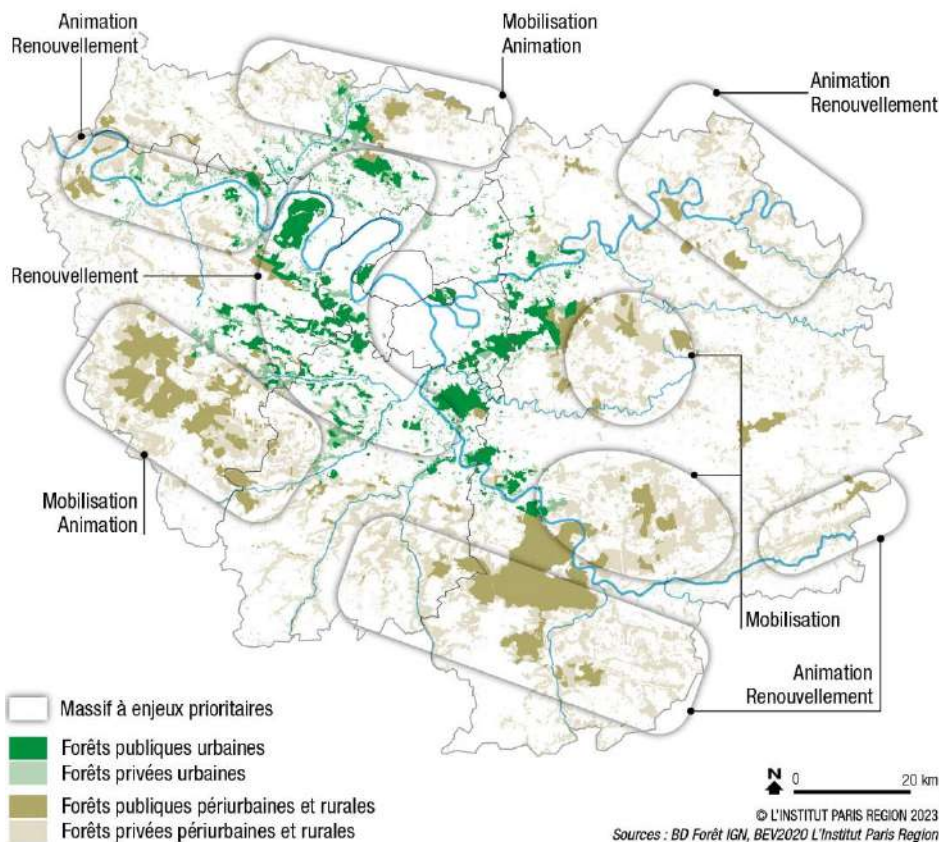 Animation
Renouvellement
Mobilisation
Animation
Animation
Renouvellement
Renouvellement
Mobilisation
Animation
Mobilisation
Animation
Renouvellement
Massif à enjeux prioritaires
Forêts publiques urbaines
Forêts privées urbaines
Forêts publiques périurbaines et rurales
Forêts privées périurbaines et rurales
N 0 20 km
© L'INSTITUT PARIS REGION 2023
Sources : BD Forêt IGN, BEV2020 L'Institut Paris Region